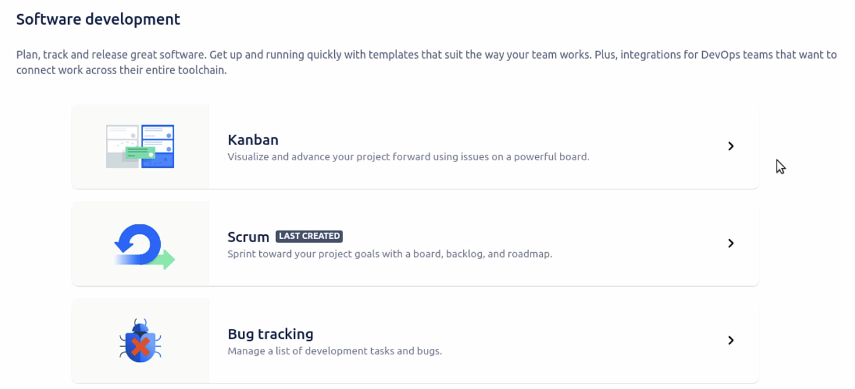 Software development
Plan, track and release great software. Get up and running quickly with templates that suit the way your team works. Plus, integrations for DevOps teams that want to
connect work across their entire toolchain.
Kanban
Visualize and advance your project forward using issues on a powerful board.
Scrum LAST CREATED
Sprint toward your project goals with a board, backlog, and roadmap.
Bug tracking
Manage a list of development tasks and bugs.